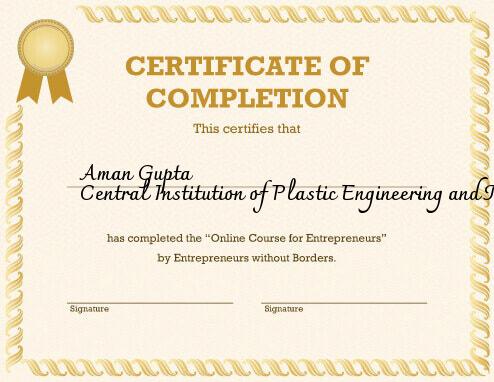 CERTIFICATE OF
COMPLETION
This certifies that
Aman Gupta
Central Institution of Plastic Engineering and
has completed the “Online Course for Entrepreneurs”
by Entrepreneurs without Borders.
Signature Signature